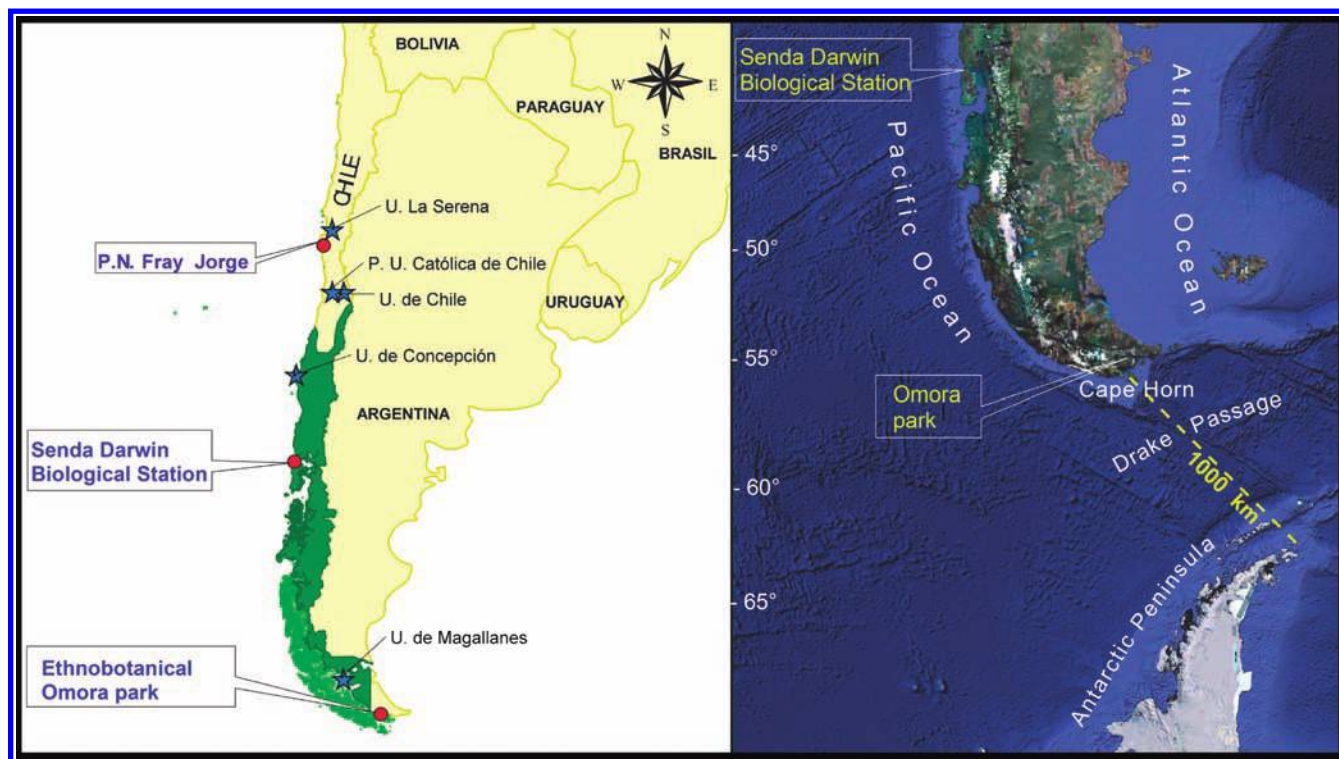 BOLIVIA
N
W E
S
PARAGUAY
BRASIL
CHILE
U. La Serena
P.N. Fray Jorge
P. U. Católica de Chile
U. de Chile
URUGUAY
U. de Concepción
ARGENTINA
Senda Darwin
Biological Station
U. de Magallanes
Ethnobotanical
Omora park
Senda Darwin
Biological Station
Atlantic Ocean
Pacific Ocean
45°
50°
55°
60°
65°
Omora
park
Cape Horn
Drake Passage
1000 km
Antarctic Peninsula